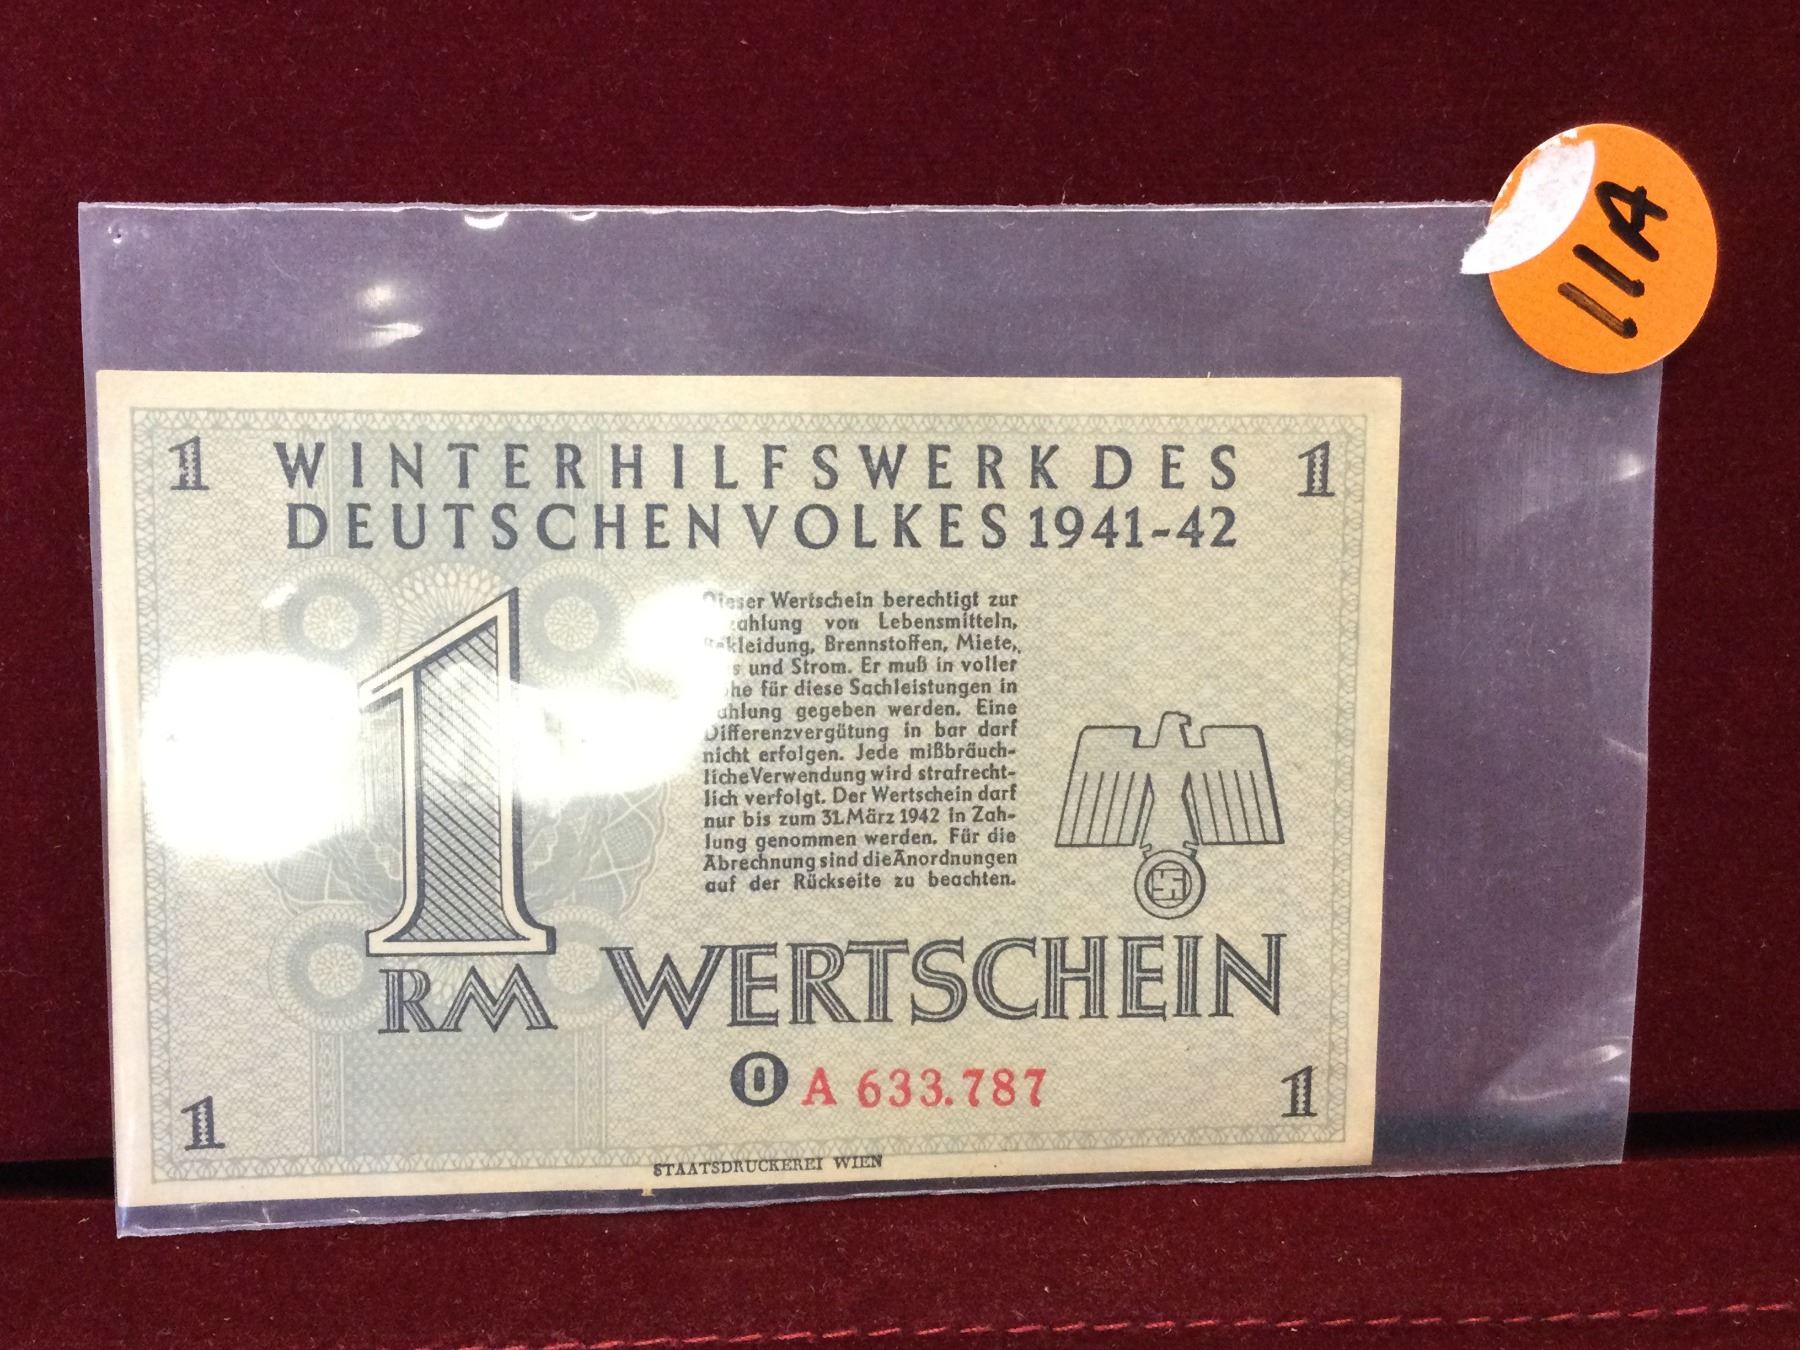 11A
1 WINTERHILFSWERK DES 1
DEUTSCHEN VOLKES 1941-42
Wertschein berechtigt zur
von Lebensmitteln,
Brennstoffen, Miete,
und Strom. Er muß in voller
für diese Sachleistungen in
gegeben werden. Eine
Differenzvergütung in bar darf
nicht erfolgen. Jede mißbräuch-
liche Verwendung wird strafrecht-
lich verfolgt. Der Wertschein darf
nur bis zum 31. März 1942 in Zah-
lung genommen werden. Für die
Abrechnung sind die Anordnungen
auf der Rückseite zu beachten.
1
RM WERTSCHEIN
O A 633.787
1 1
STAATSDRUCKEREI WIEN